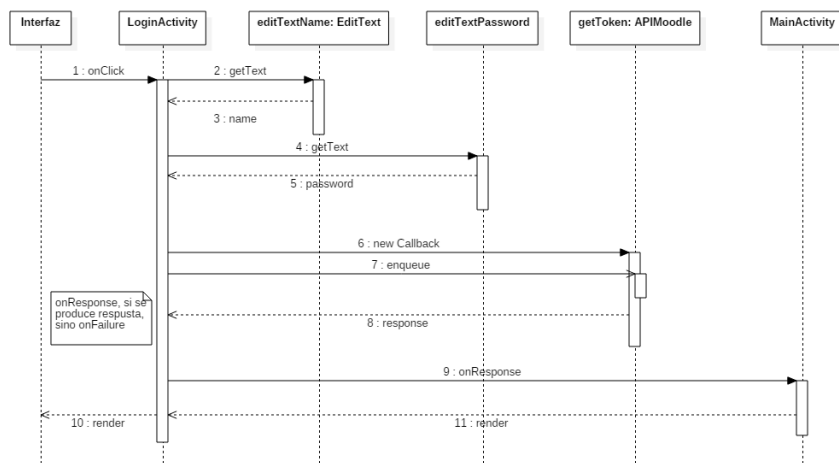 Interfaz
LoginActivity
editTextName: EditText
editTextPassword
getToken: APIMoodle
MainActivity
1 : onClick
2 : getText
3 : name
4 : getText
5 : password
6 : new Callback
7 : enqueue
onResponse, si se
produce respusta,
sino onFailure
8 : response
9 : onResponse
10 : render
11 : render